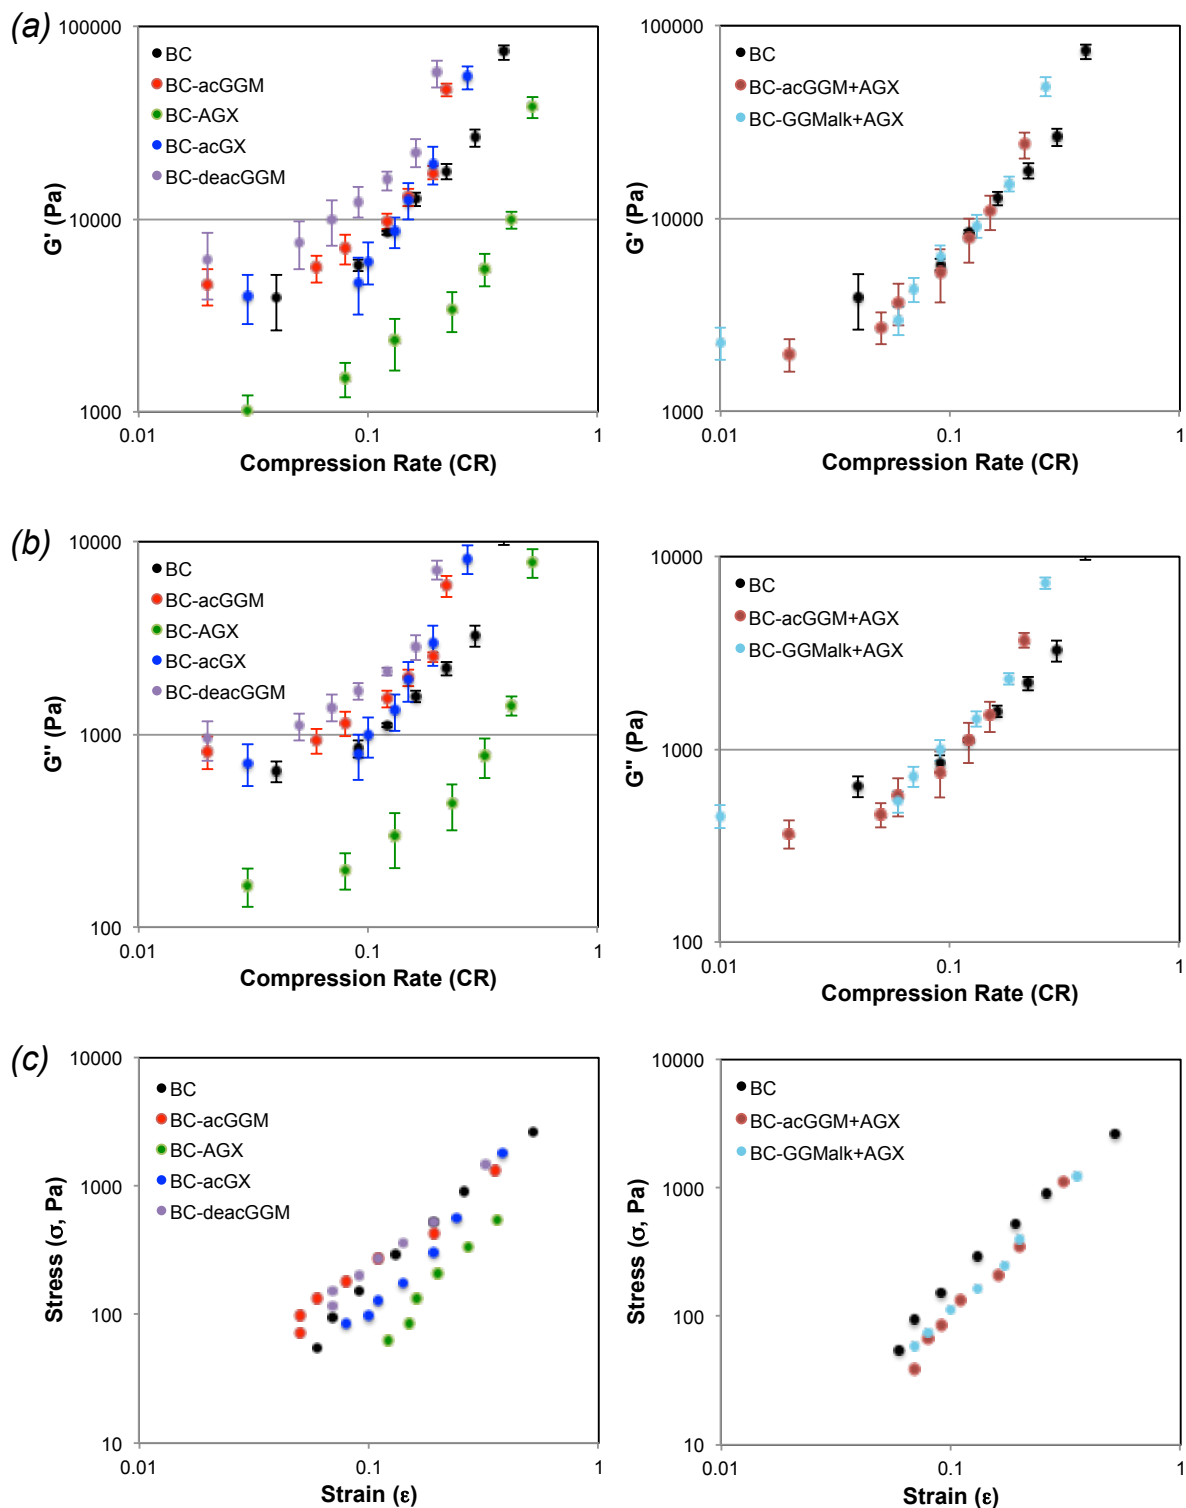 (a)
100000
10000
1000
0.01
0.1
1
G' (Pa)
Compression Rate (CR)
BC
BC-acGGM
BC-AGX
BC-acGX
BC-deacGGM
100000
10000
1000
0.01
0.1
1
G' (Pa)
Compression Rate (CR)
BC
BC-acGGM+AGX
BC-GGMalk+AGX
(b)
10000
1000
100
0.01
0.1
1
G'' (Pa)
Compression Rate (CR)
BC
BC-acGGM
BC-AGX
BC-acGX
BC-deacGGM
10000
1000
100
0.01
0.1
1
G'' (Pa)
Compression Rate (CR)
BC
BC-acGGM+AGX
BC-GGMalk+AGX
(c)
10000
1000
100
10
0.01
0.1
1
Stress (σ, Pa)
Strain (ε)
BC
BC-acGGM
BC-AGX
BC-acGX
BC-deacGGM
10000
1000
100
10
0.01
0.1
1
Stress (σ, Pa)
Strain (ε)
BC
BC-acGGM+AGX
BC-GGMalk+AGX